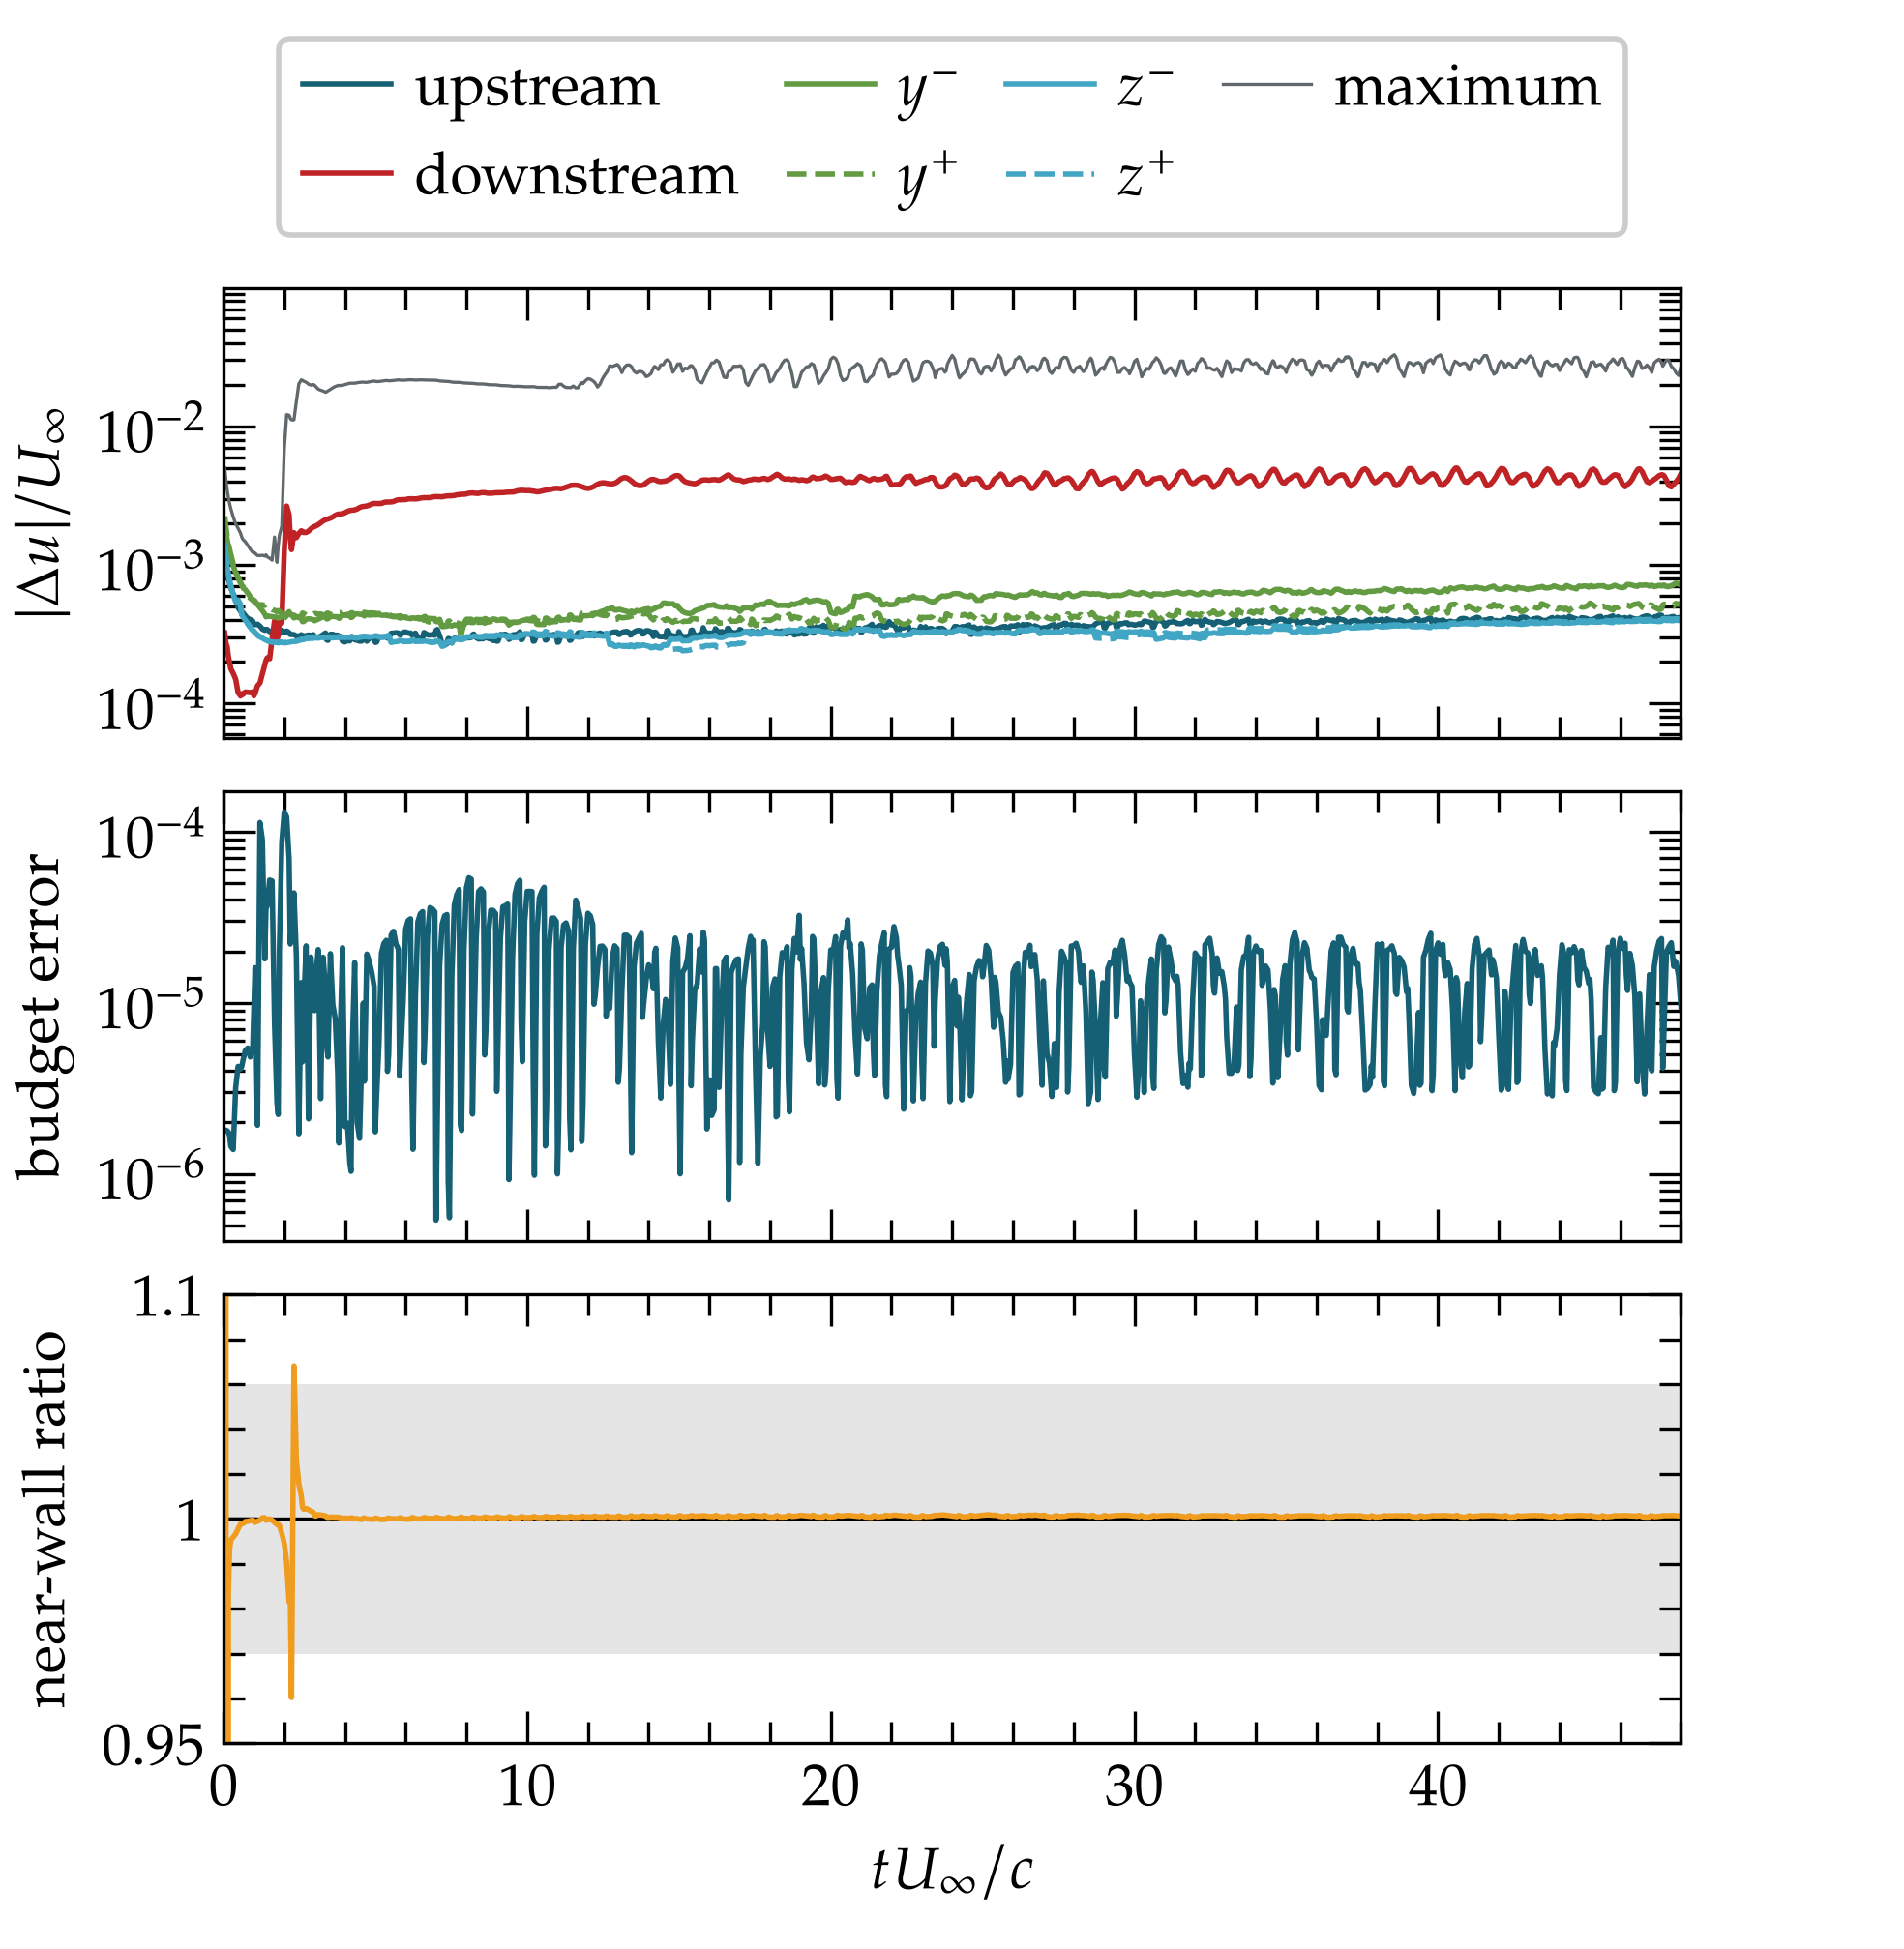 upstream y⁻ z⁻ maximum
downstream y⁺ z⁺
|Δu|/U∞
10⁻²
10⁻³
10⁻⁴
budget error
10⁻⁴
10⁻⁵
10⁻⁶
near-wall ratio
1.1
1
0.95
0 10 20 30 40
tU∞/c